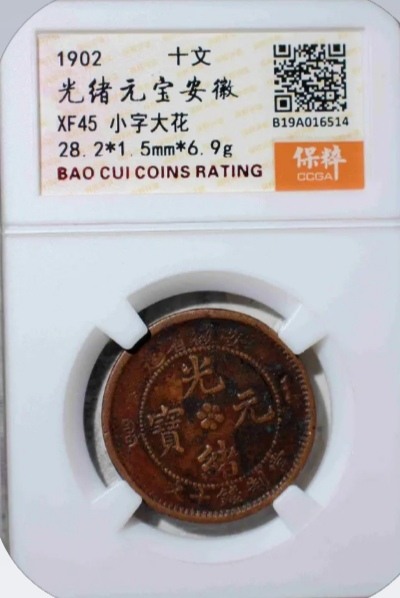 1902 十文
光绪元宝安徽
XF45 小字大花
28.2*1.5mm*6.9g
BAO CUI COINS RATING
B19A016514
保粹
CCGA
光
元
寶
緒